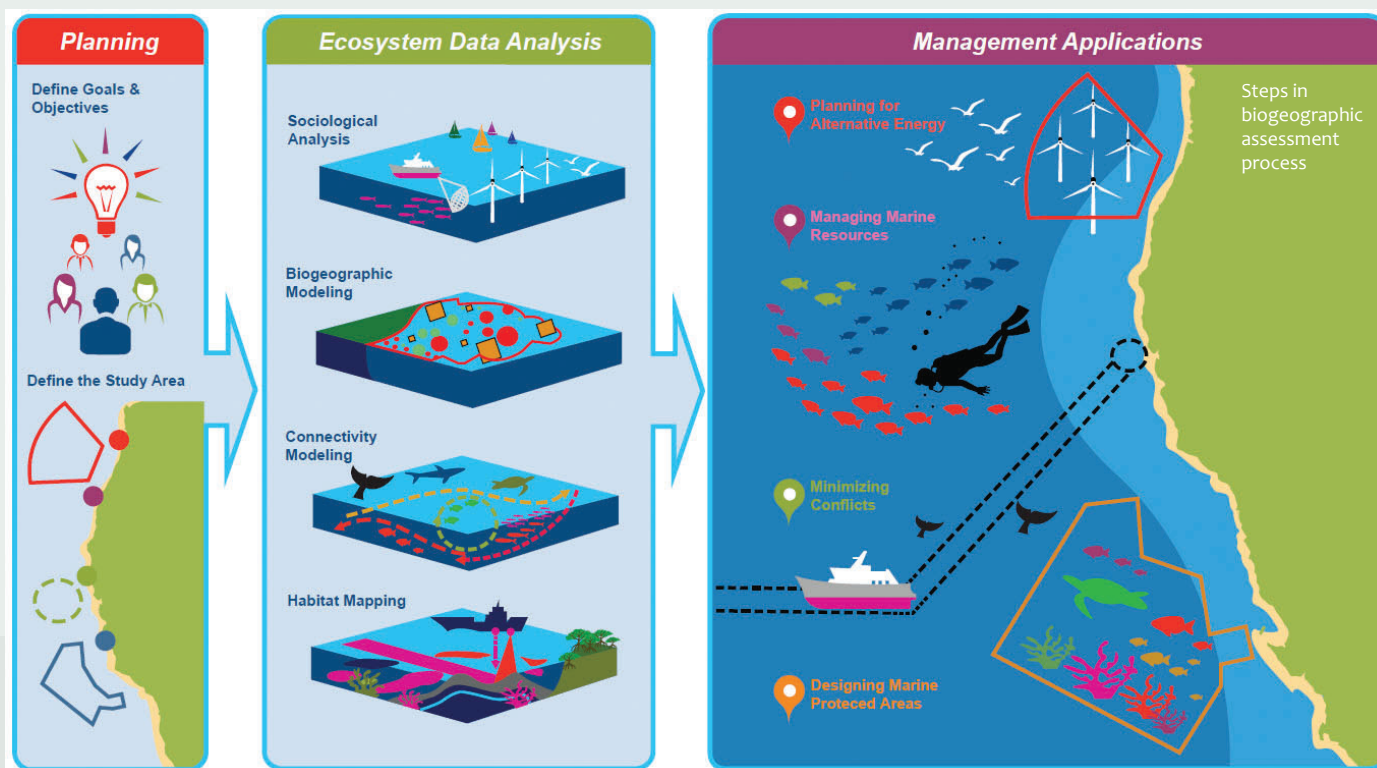 Planning
Define Goals &
Objectives
Define the Study Area
Ecosystem Data Analysis
Sociological
Analysis
Biogeographic
Modeling
Connectivity
Modeling
Habitat Mapping
Management Applications
Planning for
Alternative Energy
Managing Marine
Resources
Minimizing
Conflicts
Designing Marine
Proteced Areas
Steps in
biogeographic
assessment
process